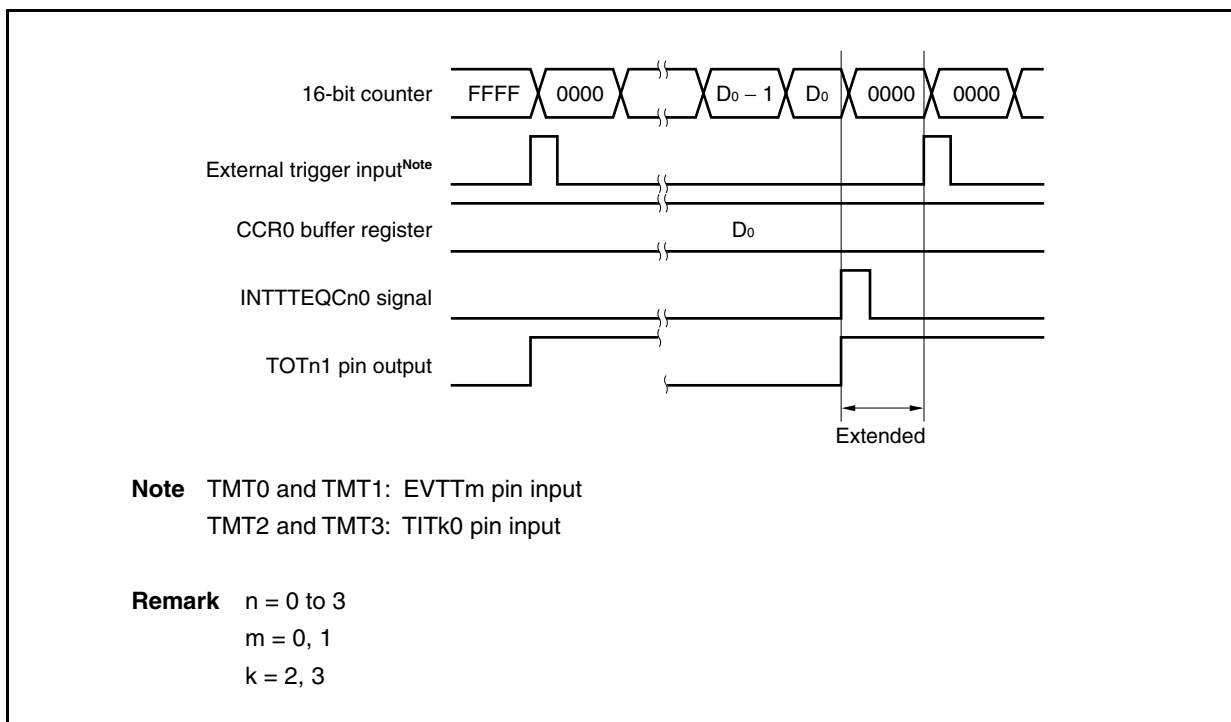 16-bit counter FFFF 0000 D0 − 1 D0 0000 0000
External trigger inputNote
CCR0 buffer register D0
INTTTEQCn0 signal
TOTn1 pin output
Extended
Note TMT0 and TMT1: EVTTm pin input
TMT2 and TMT3: TITk0 pin input
Remark n = 0 to 3
m = 0, 1
k = 2, 3